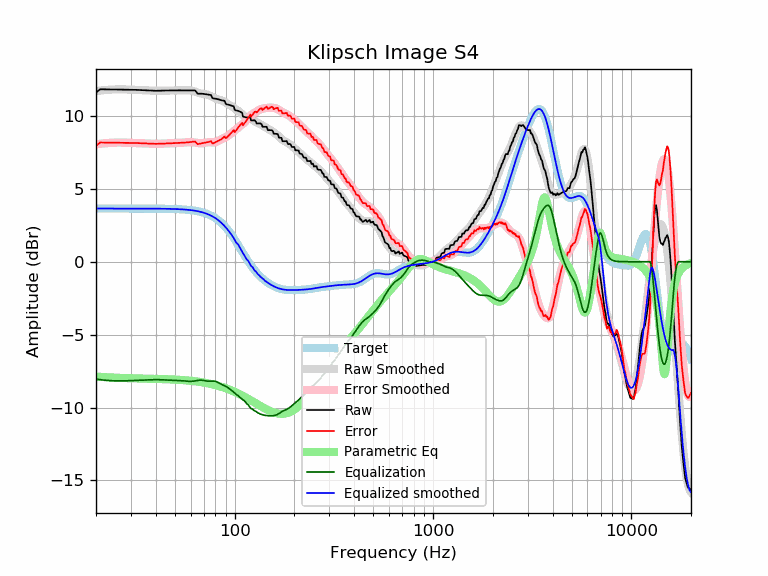 Klipsch Image S4
10
5
0
−5
−10
−15
Amplitude (dBr)
Target
Raw Smoothed
Error Smoothed
Raw
Error
Parametric Eq
Equalization
Equalized smoothed
100 1000 10000
Frequency (Hz)